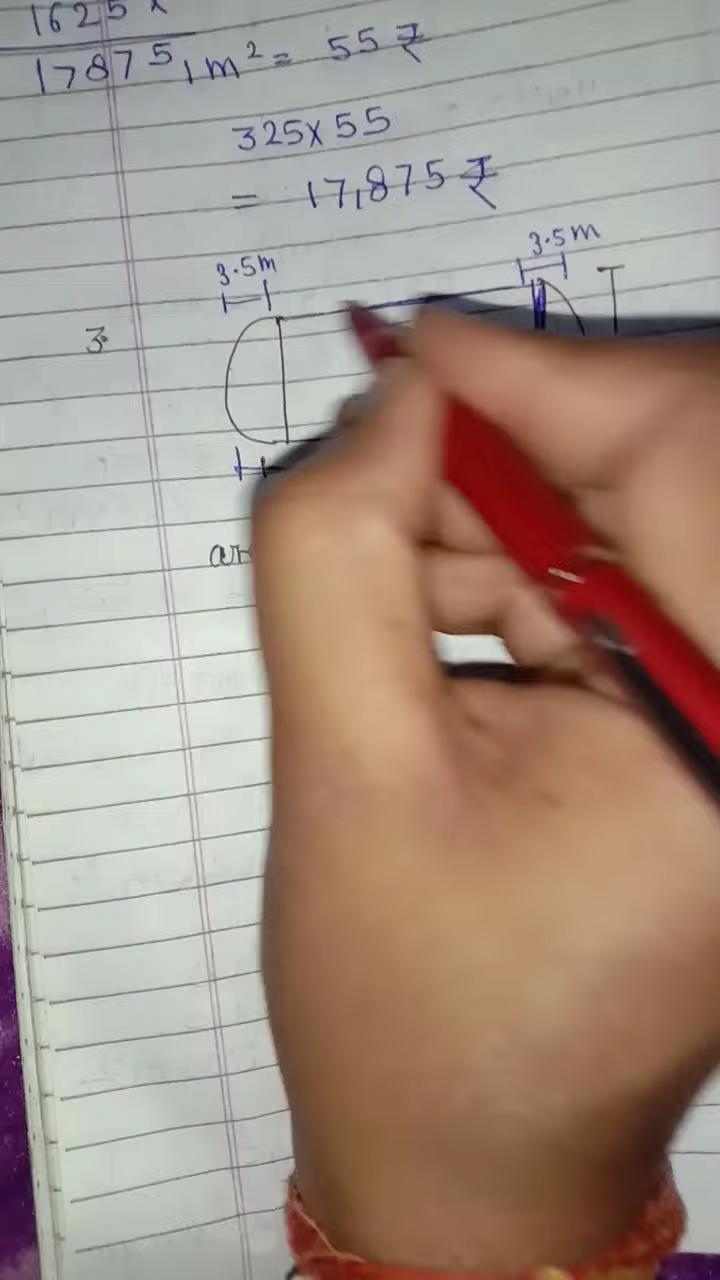 1625×
17875 1m² = 55 ₹
325×55
= 17,875 ₹
3.5m
3.5m
3.